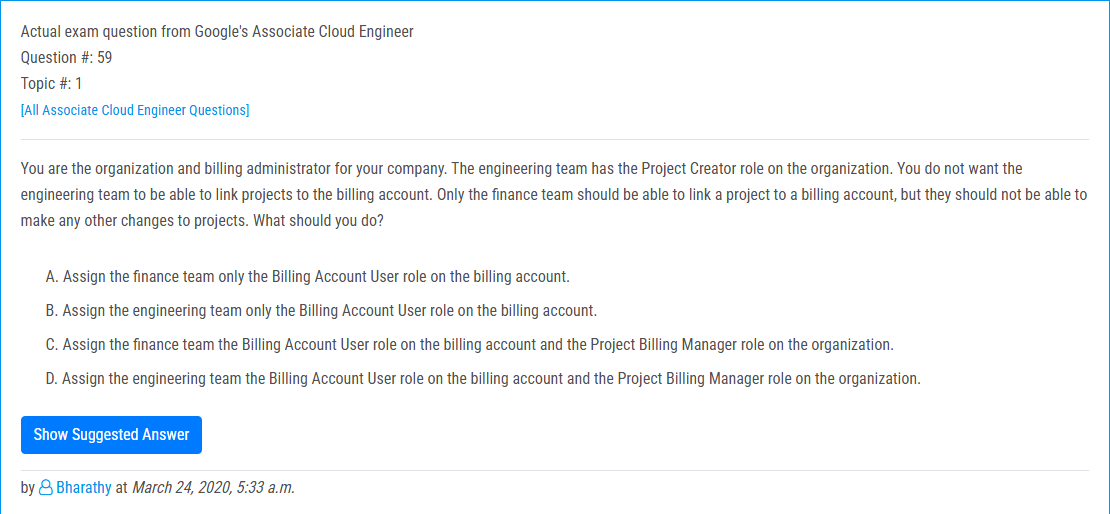 Actual exam question from Google's Associate Cloud Engineer
Question #: 59
Topic #: 1
[All Associate Cloud Engineer Questions]
You are the organization and billing administrator for your company. The engineering team has the Project Creator role on the organization. You do not want the
engineering team to be able to link projects to the billing account. Only the finance team should be able to link a project to a billing account, but they should not be able to
make any other changes to projects. What should you do?
A. Assign the finance team only the Billing Account User role on the billing account.
B. Assign the engineering team only the Billing Account User role on the billing account.
C. Assign the finance team the Billing Account User role on the billing account and the Project Billing Manager role on the organization.
D. Assign the engineering team the Billing Account User role on the billing account and the Project Billing Manager role on the organization.
Show Suggested Answer
by Bharathy at March 24, 2020, 5:33 a.m.